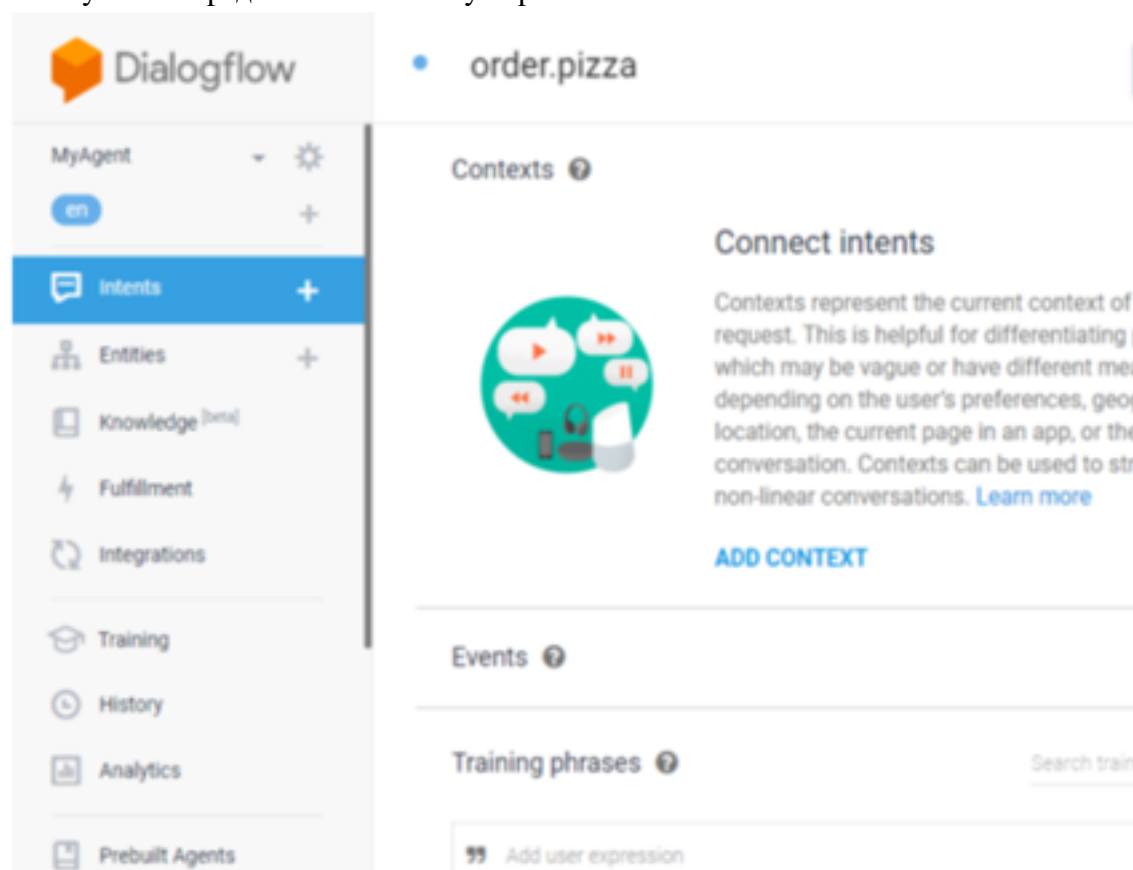 Dialogflow
order.pizza
MyAgent
en
Intents
Entities
Knowledge [beta]
Fulfillment
Integrations
Training
History
Analytics
Prebuilt Agents
Contexts
Connect intents
Contexts represent the current context of
request. This is helpful for differentiating
which may be vague or have different
depending on the user's preferences,
location, the current page in an app, or the
conversation. Contexts can be used to
non-linear conversations. Learn more
ADD CONTEXT
Events
Training phrases
Search
Add user expression